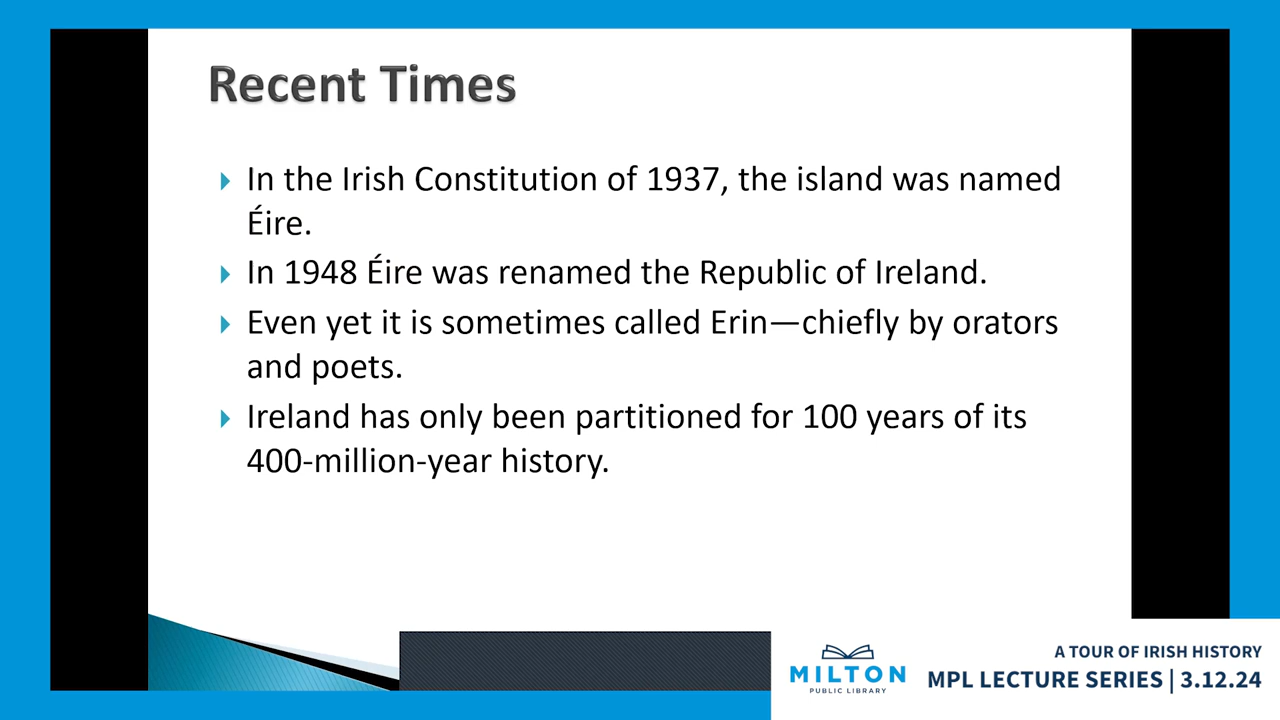 Recent Times
In the Irish Constitution of 1937, the island was named
Éire.
In 1948 Éire was renamed the Republic of Ireland.
Even yet it is sometimes called Erin—chiefly by orators
and poets.
Ireland has only been partitioned for 100 years of its
400-million-year history.
MILTON
PUBLIC LIBRARY
A TOUR OF IRISH HISTORY
MPL LECTURE SERIES | 3.12.24